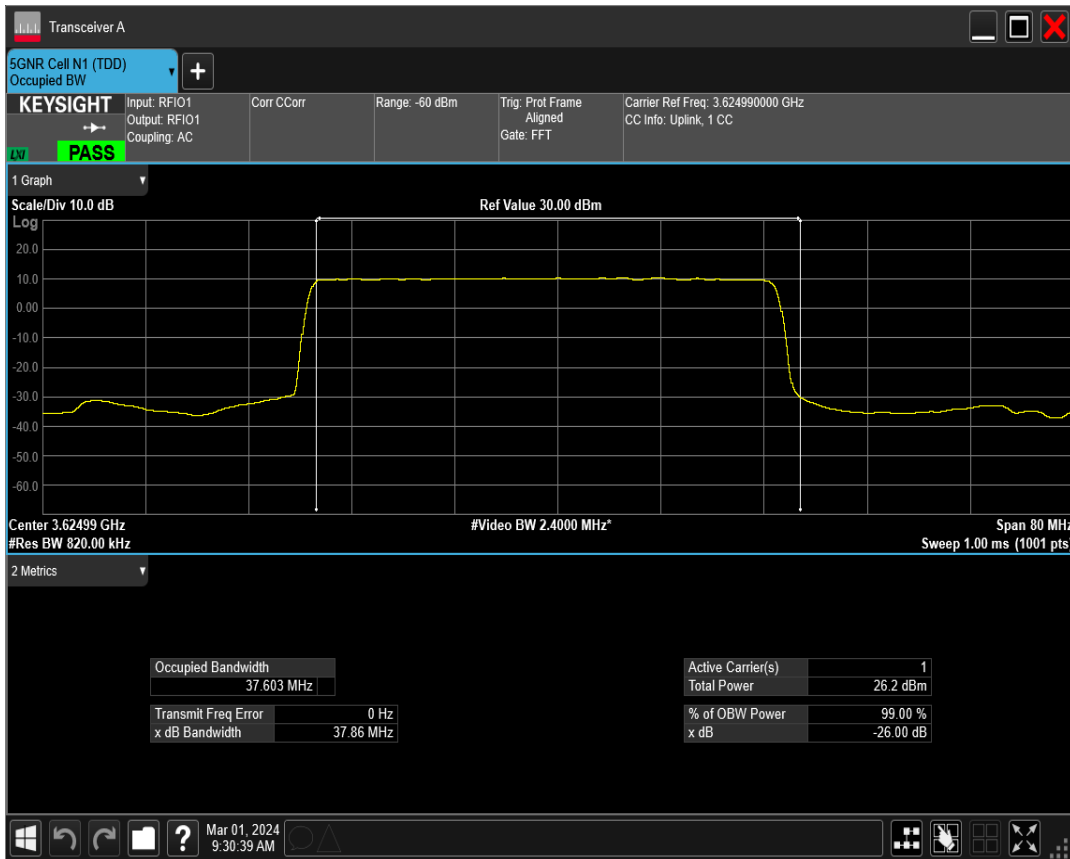 Transceiver A
5GNR Cell N1 (TDD)
Occupied BW
+
KEYSIGHT
LXI
PASS
Input: RFIO1
Output: RFIO1
Coupling: AC
Corr CCorr
Range: -60 dBm
Trig: Prot Frame
Aligned
Gate: FFT
Carrier Ref Freq: 3.624990000 GHz
CC Info: Uplink, 1 CC
1 Graph
Scale/Div 10.0 dB
Ref Value 30.00 dBm
Log
20.0
10.0
0.00
-10.0
-20.0
-30.0
-40.0
-50.0
-60.0
Center 3.62499 GHz
#Video BW 2.4000 MHz*
Span 80 MHz
#Res BW 820.00 kHz
Sweep 1.00 ms (1001 pts)
2 Metrics
Occupied Bandwidth
37.603 MHz
Transmit Freq Error 0 Hz
x dB Bandwidth 37.86 MHz
Active Carrier(s) 1
Total Power 26.2 dBm
% of OBW Power 99.00 %
x dB -26.00 dB
?
Mar 01, 2024
9:30:39 AM